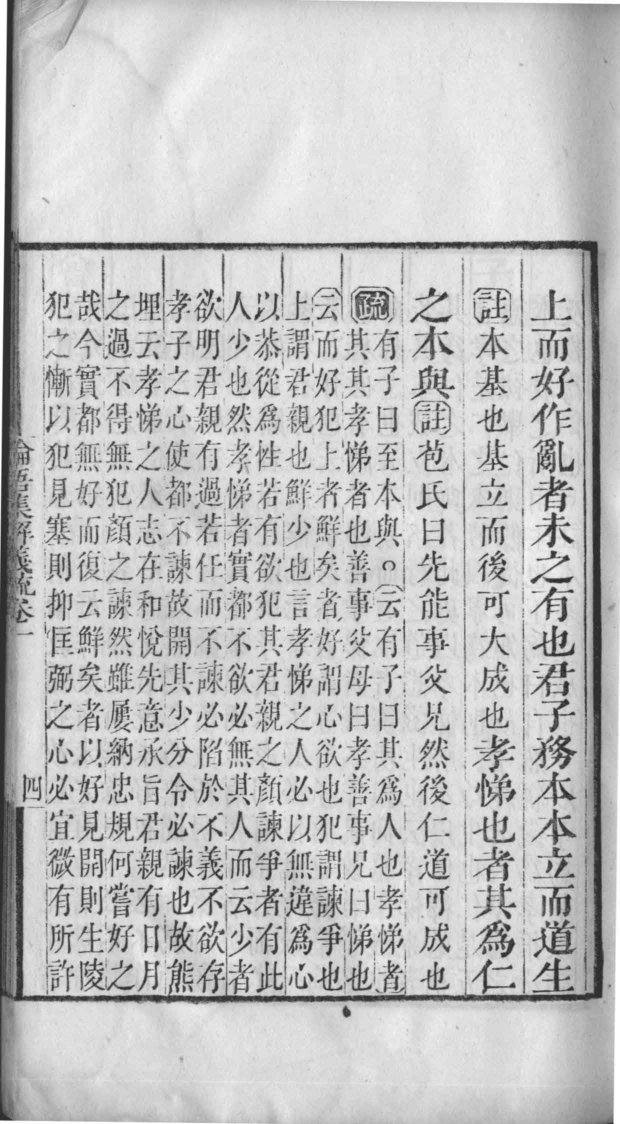 上而好作亂者未之有也君子務本本立而道生
註本基也基立而後可大成也孝悌也者其爲仁
之本與註苞氏曰先能事父兄然後仁道可成也
疏有子曰至本與○云有子曰其爲人也孝悌者
其其孝悌者也善事父母曰孝善事兄曰悌也
云而好犯上者鮮矣者好謂心欲也犯謂諫爭也
上謂君親也鮮少也言孝悌之人必以無違爲心
以恭從爲性若有欲犯其君親之顔諫爭者有此
人少也然孝悌者實都不欲必無其人而云少者
欲明君親有過若任而不諫必陷於不義不欲存
孝子之心使都不諫故開其少分令必諫也故熊
埋云孝悌之人志在和悅先意承旨君親有日月
之過不得無犯顔之諫然雖屢納忠規何嘗好之
哉今實都無好而復云鮮矣者以好見開則生陵
犯之慚以犯見塞則抑匡弼之心必宜微有所許
論語集解義疏卷一
四